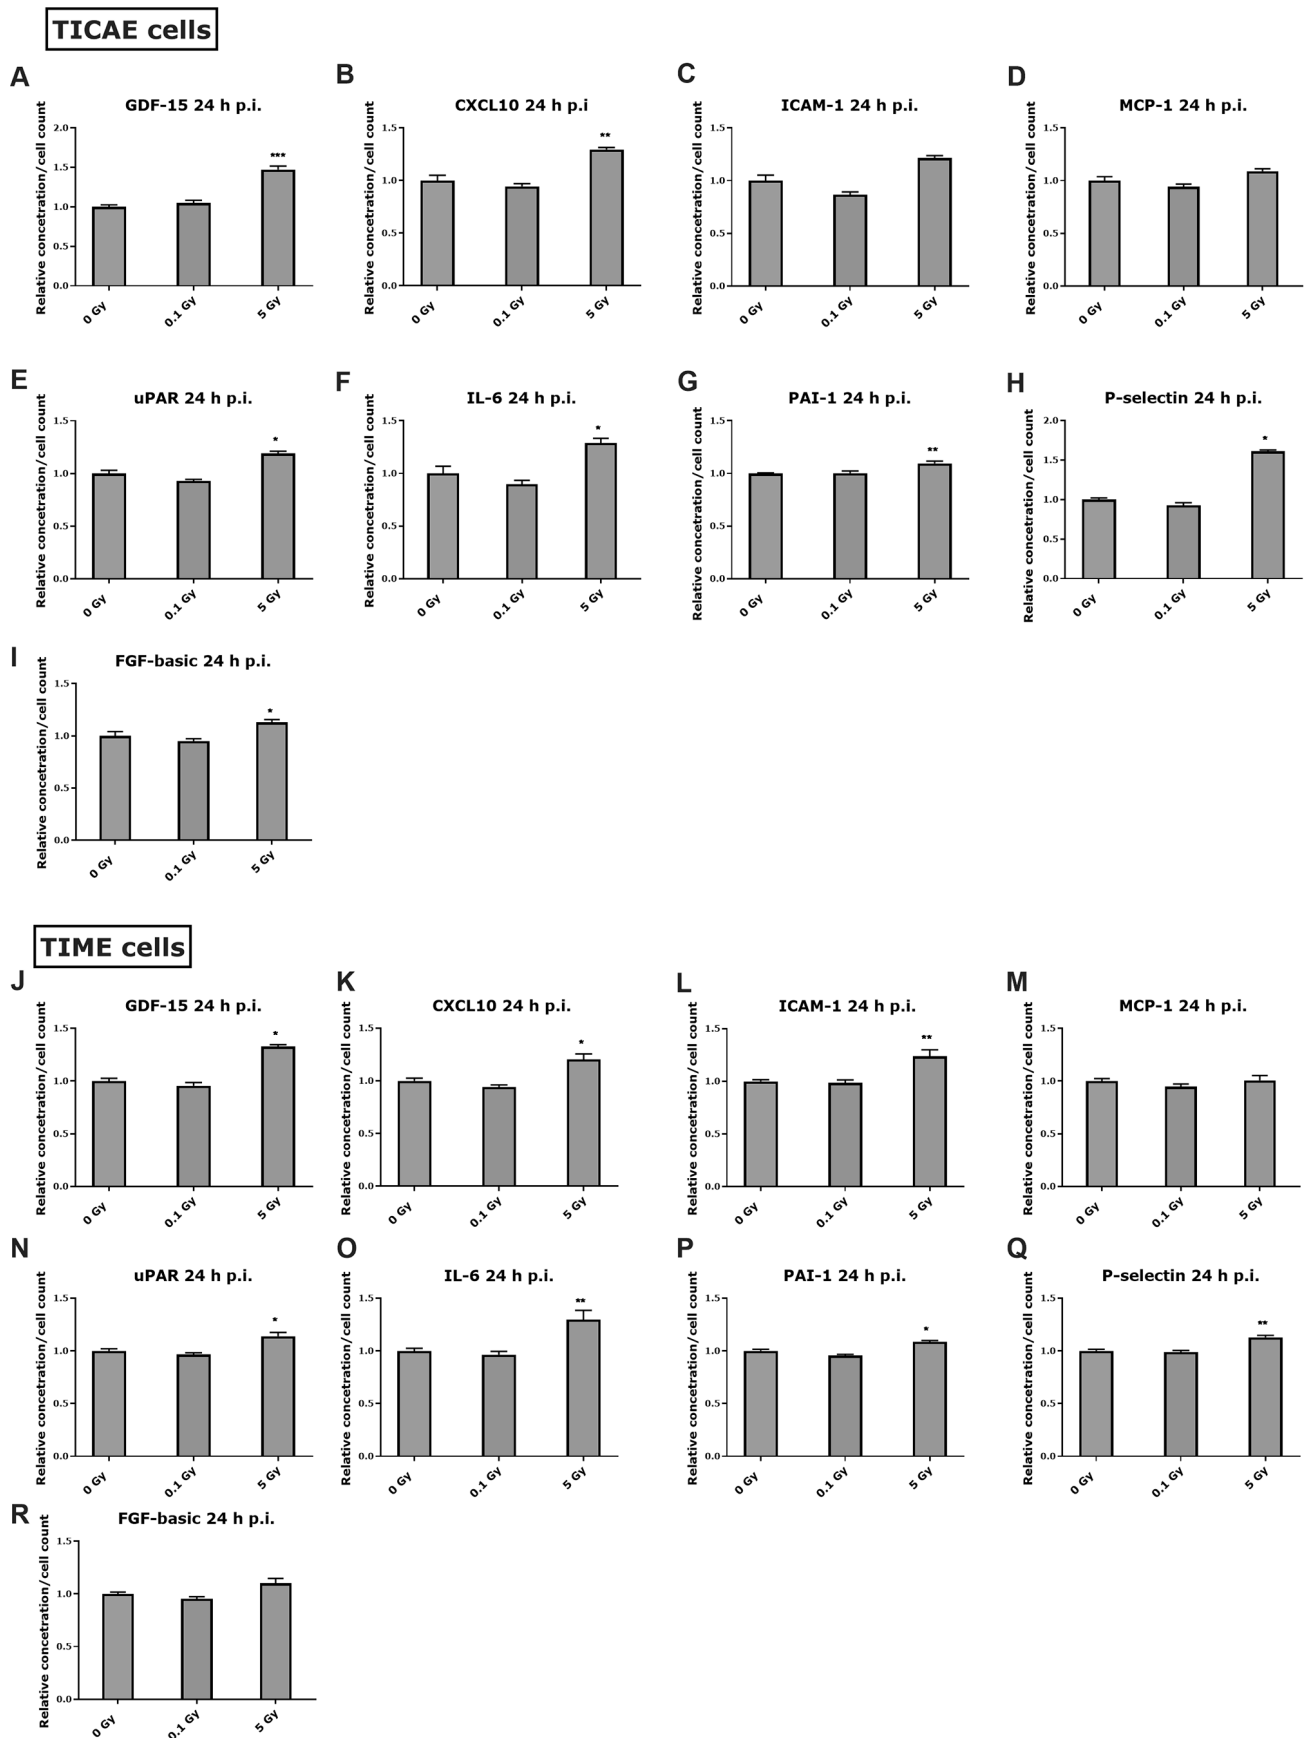 TICAE cells
A
GDF-15 24 h p.i.
Relative concetration/cell count
2.0
***
1.5
1.0
0.5
0.0
0 Gy
0.1 Gy
5 Gy
B
CXCL10 24 h p.i
Relative concetration/cell count
1.5
**
1.0
0.5
0.0
0 Gy
0.1 Gy
5 Gy
C
ICAM-1 24 h p.i.
Relative concetration/cell count
1.5
1.0
0.5
0.0
0 Gy
0.1 Gy
5 Gy
D
MCP-1 24 h p.i.
Relative concetration/cell count
1.5
1.0
0.5
0.0
0 Gy
0.1 Gy
5 Gy
E
uPAR 24 h p.i.
Relative concetration/cell count
1.5
*
1.0
0.5
0.0
0 Gy
0.1 Gy
5 Gy
F
IL-6 24 h p.i.
Relative concetration/cell count
1.5
*
1.0
0.5
0.0
0 Gy
0.1 Gy
5 Gy
G
PAI-1 24 h p.i.
Relative concetration/cell count
1.5
**
1.0
0.5
0.0
0 Gy
0.1 Gy
5 Gy
H
P-selectin 24 h p.i.
Relative concetration/cell count
2.0
*
1.5
1.0
0.5
0.0
0 Gy
0.1 Gy
5 Gy
I
FGF-basic 24 h p.i.
Relative concetration/cell count
1.5
*
1.0
0.5
0.0
0 Gy
0.1 Gy
5 Gy
TIME cells
J
GDF-15 24 h p.i.
Relative concetration/cell count
1.5
*
1.0
0.5
0.0
0 Gy
0.1 Gy
5 Gy
K
CXCL10 24 h p.i.
Relative concetration/cell count
1.5
*
1.0
0.5
0.0
0 Gy
0.1 Gy
5 Gy
L
ICAM-1 24 h p.i.
Relative concetration/cell count
1.5
**
1.0
0.5
0.0
0 Gy
0.1 Gy
5 Gy
M
MCP-1 24 h p.i.
Relative concetration/cell count
1.5
1.0
0.5
0.0
0 Gy
0.1 Gy
5 Gy
N
uPAR 24 h p.i.
Relative concetration/cell count
1.5
*
1.0
0.5
0.0
0 Gy
0.1 Gy
5 Gy
O
IL-6 24 h p.i.
Relative concetration/cell count
1.5
**
1.0
0.5
0.0
0 Gy
0.1 Gy
5 Gy
P
PAI-1 24 h p.i.
Relative concetration/cell count
1.5
*
1.0
0.5
0.0
0 Gy
0.1 Gy
5 Gy
Q
P-selectin 24 h p.i.
Relative concetration/cell count
1.5
**
1.0
0.5
0.0
0 Gy
0.1 Gy
5 Gy
R
FGF-basic 24 h p.i.
Relative concetration/cell count
1.5
1.0
0.5
0.0
0 Gy
0.1 Gy
5 Gy